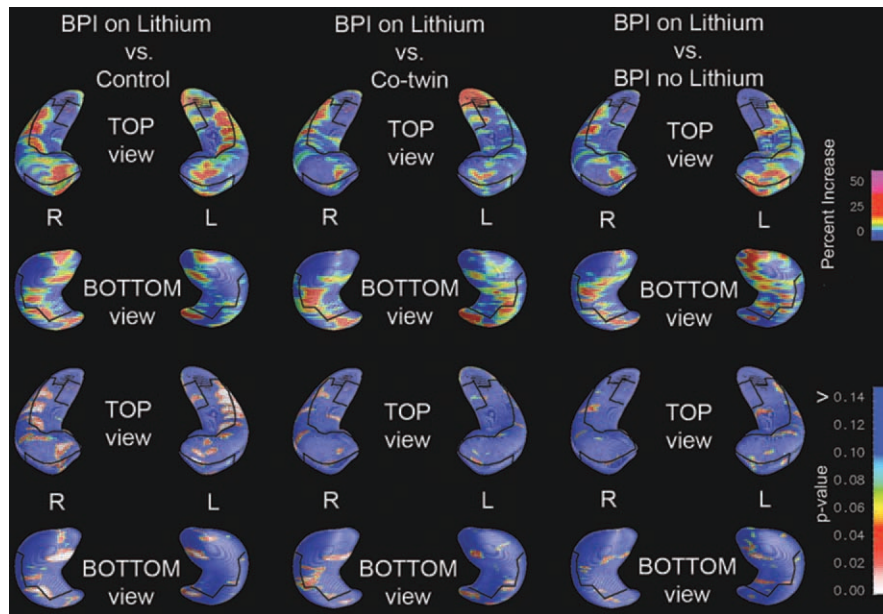 BPI on Lithium
vs.
Control
BPI on Lithium
vs.
Co-twin
BPI on Lithium
vs.
BPI no Lithium
TOP
view
TOP
view
TOP
view
R
L
R
L
R
L
BOTTOM
view
BOTTOM
view
BOTTOM
view
Percent Increase
50
25
0
TOP
view
TOP
view
TOP
view
R
L
R
L
R
L
BOTTOM
view
BOTTOM
view
BOTTOM
view
p-value
> 0.14
0.12
0.10
0.08
0.06
0.04
0.02
0.00